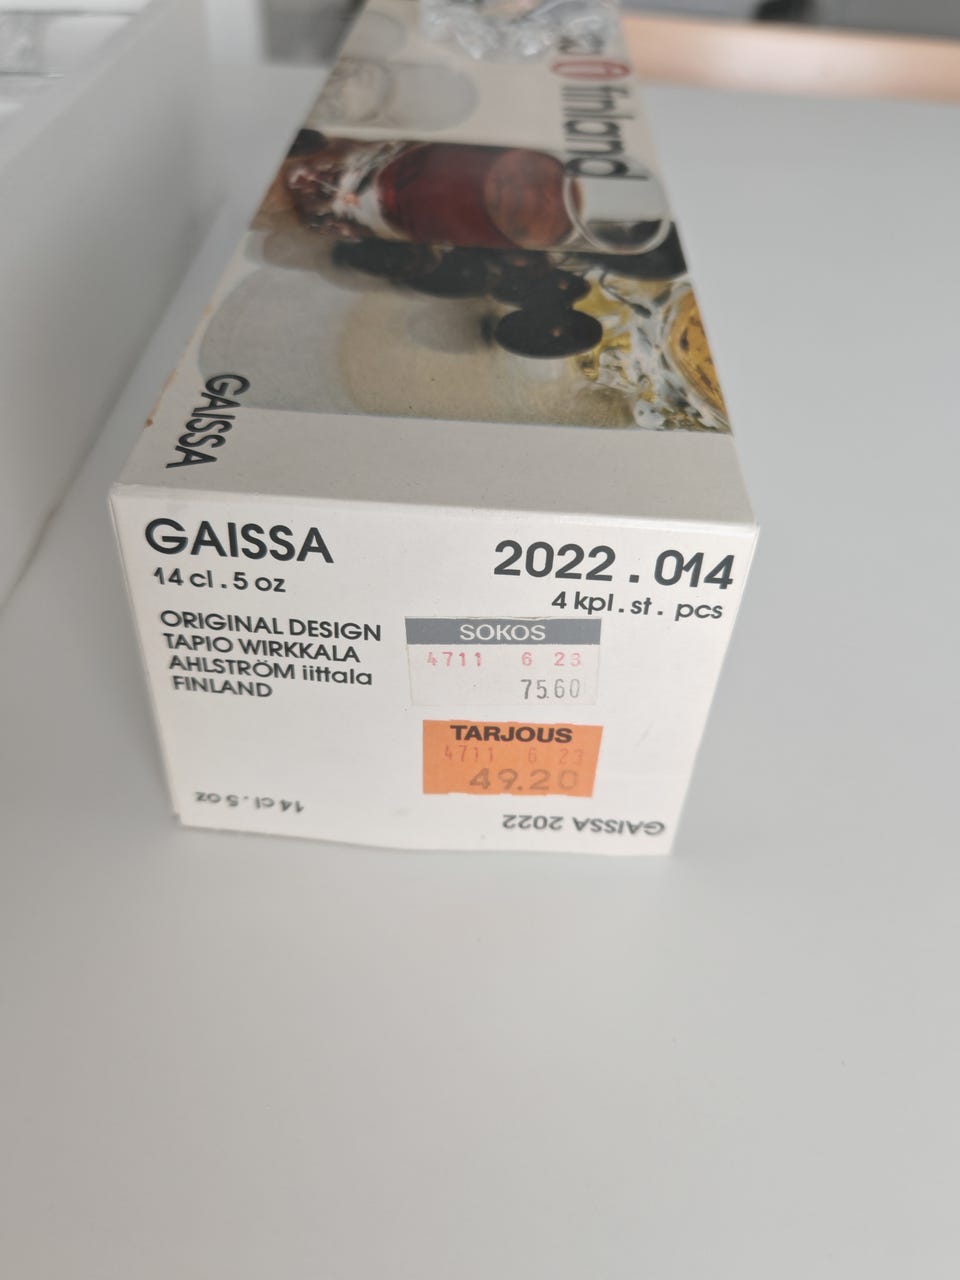 finland
GAISSA
GAISSA
14 cl . 5 oz
2022 . 014
4 kpl . st . pcs
ORIGINAL DESIGN
TAPIO WIRKKALA
AHLSTRÖM iittala
FINLAND
SOKOS
4711 6 23
75.60
TARJOUS
4711 6 23
49.20
14 cl . 5 oz
GAISSA 2022